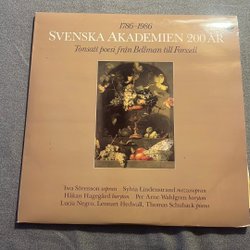 1786–1986
SVENSKA AKADEMIEN 200 ÅR
Tonsatt poesi från Bellman till Forssell
Iwa Sörenson sopran Sylvia Lindenstrand mezzosopran
Håkan Hagegård baryton Per Arne Wahlgren baryton
Lucia Negro, Lennart Hedwall, Thomas Schuback piano